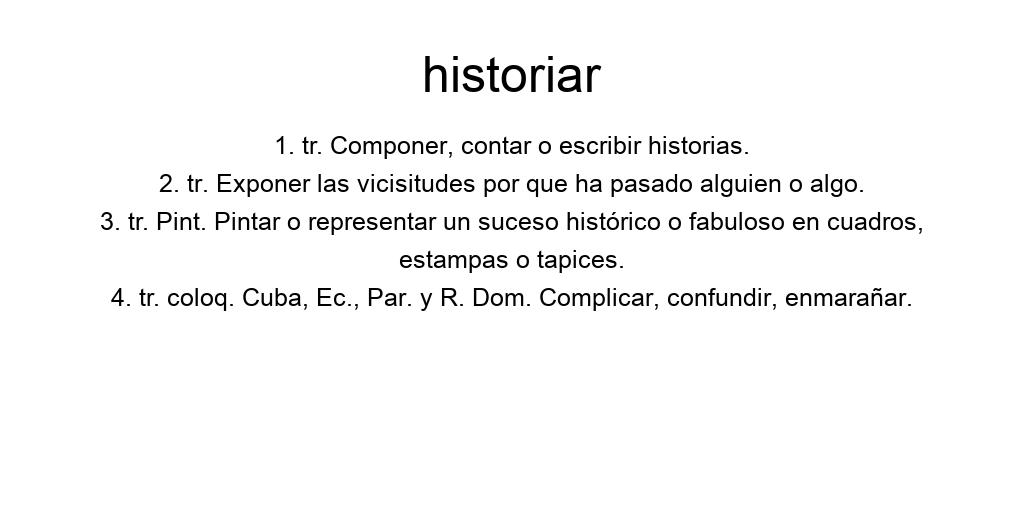 historiar
1. tr. Componer, contar o escribir historias.
2. tr. Exponer las vicisitudes por que ha pasado alguien o algo.
3. tr. Pint. Pintar o representar un suceso histórico o fabuloso en cuadros,
estampas o tapices.
4. tr. coloq. Cuba, Ec., Par. y R. Dom. Complicar, confundir, enmarañar.